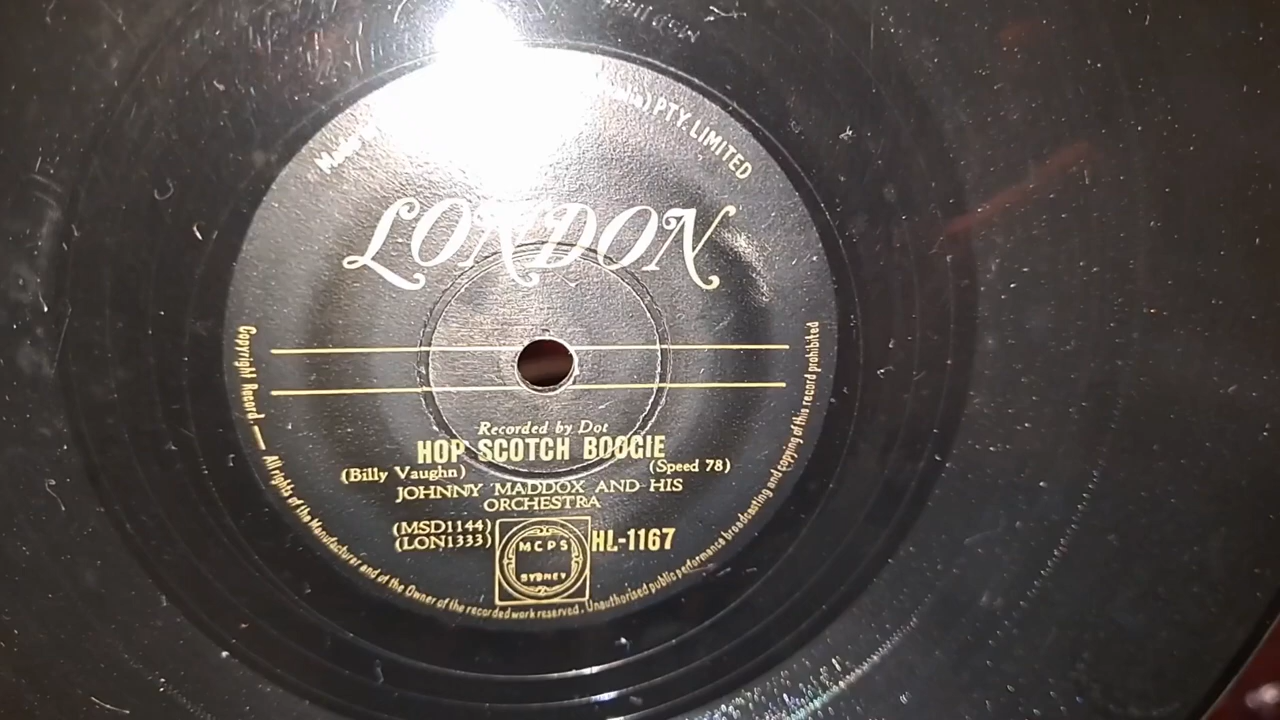 PTY. LIMITED
LONDON
Recorded by Dot
HOP SCOTCH BOOGIE
(Billy Vaughn) (Speed 78)
JOHNNY MADDOX AND HIS
ORCHESTRA
(MSD1144)
(LON1333)
HL-1167
MCPS
SYDNEY
Copyright Record. — All rights of the Manufacturer and of the Owner of the recorded work reserved. Unauthorised public performance broadcasting and copying of this record prohibited